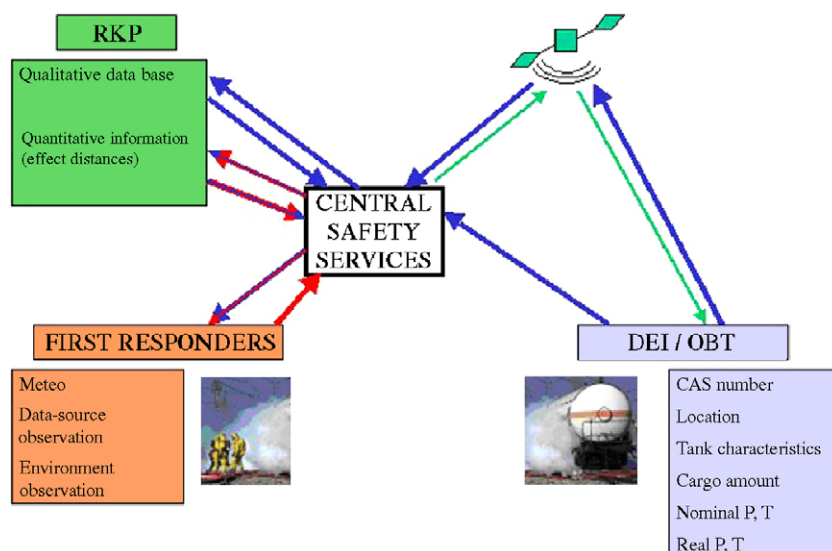 RKP
Qualitative data base
Quantitative information
(effect distances)
CENTRAL
SAFETY
SERVICES
FIRST RESPONDERS
Meteo
Data-source
observation
Environment
observation
DEI / OBT
CAS number
Location
Tank characteristics
Cargo amount
Nominal P, T
Real P, T